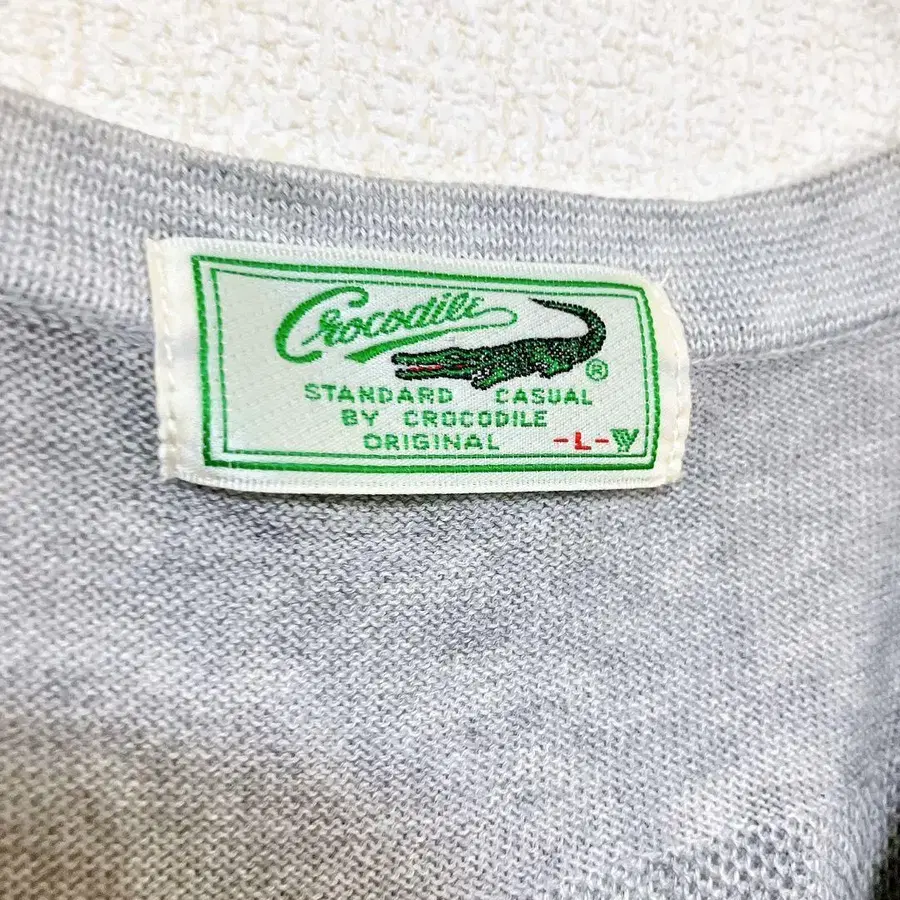 Crocodile
®
STANDARD CASUAL
BY CROCODILE
ORIGINAL -L-